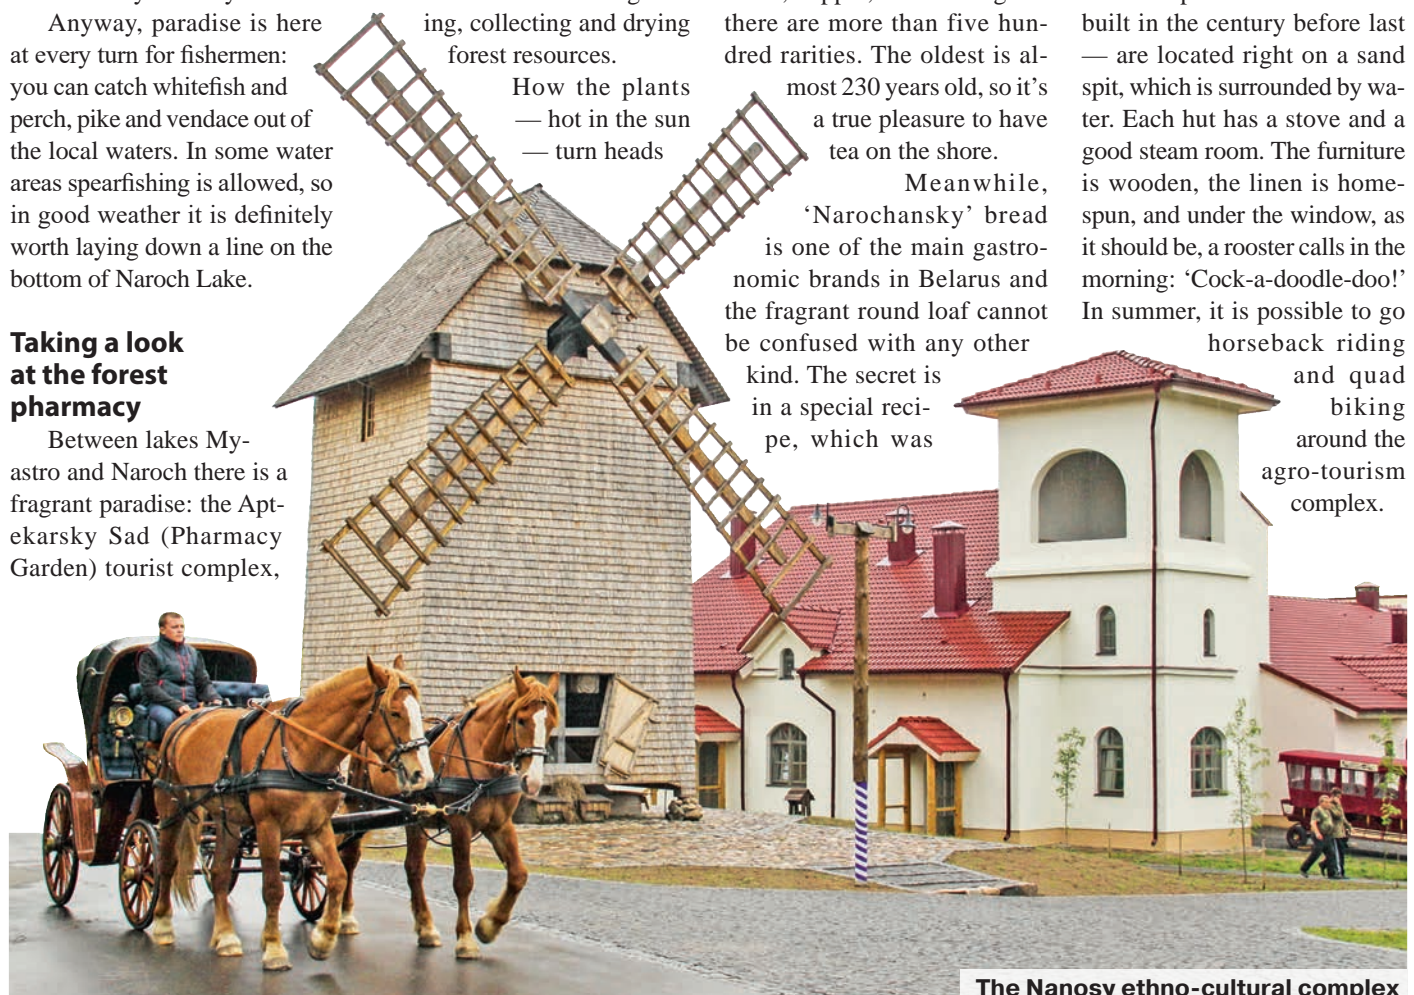 Anyway, paradise is here
at every turn for fishermen:
you can catch whitefish and
perch, pike and vendace out of
the local waters. In some water
areas spearfishing is allowed, so
in good weather it is definitely
worth laying down a line on the
bottom of Naroch Lake.
Taking a look
at the forest
pharmacy
Between lakes My-
astro and Naroch there is a
fragrant paradise: the Apt-
ekarsky Sad (Pharmacy
Garden) tourist complex,
ing, collecting and drying
forest resources.
How the plants
— hot in the sun
— turn heads
there are more than five hun-
dred rarities. The oldest is al-
most 230 years old, so it's
a true pleasure to have
tea on the shore.
Meanwhile,
‘Narochansky’ bread
is one of the main gastro-
nomic brands in Belarus and
the fragrant round loaf cannot
be confused with any other
kind. The secret is
in a special reci-
pe, which was
built in the century before last
— are located right on a sand
spit, which is surrounded by wa-
ter. Each hut has a stove and a
good steam room. The furniture
is wooden, the linen is home-
spun, and under the window, as
it should be, a rooster calls in the
morning: ‘Cock-a-doodle-doo!’
In summer, it is possible to go
horseback riding
and quad
biking
around the
agro-tourism
complex.
The Nanosy ethno-cultural complex